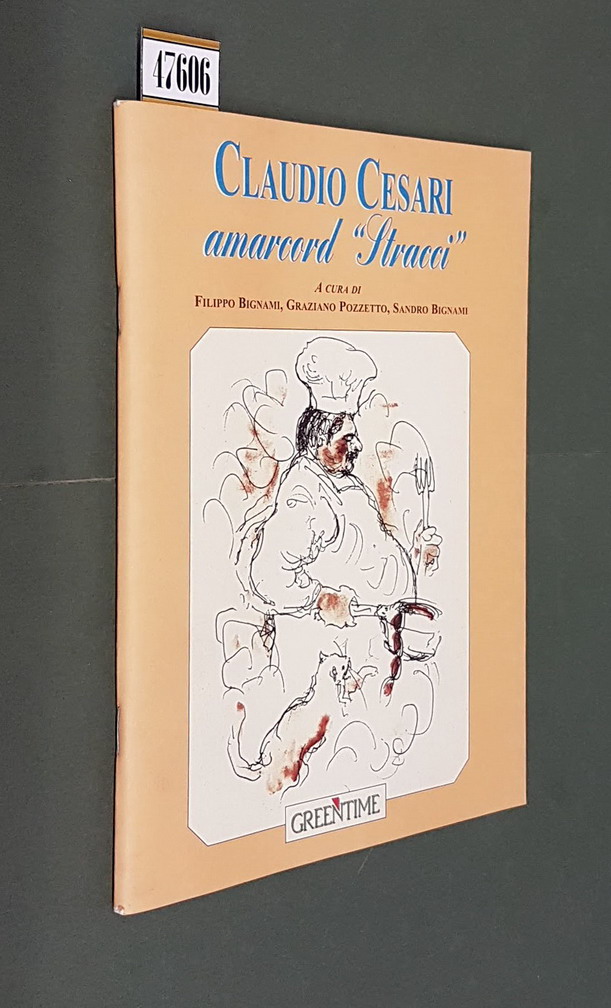 47606
CLAUDIO CESARI
amarcord "Stracci"
A CURA DI
FILIPPO BIGNAMI, GRAZIANO POZZETTO, SANDRO BIGNAMI
GREENTIME